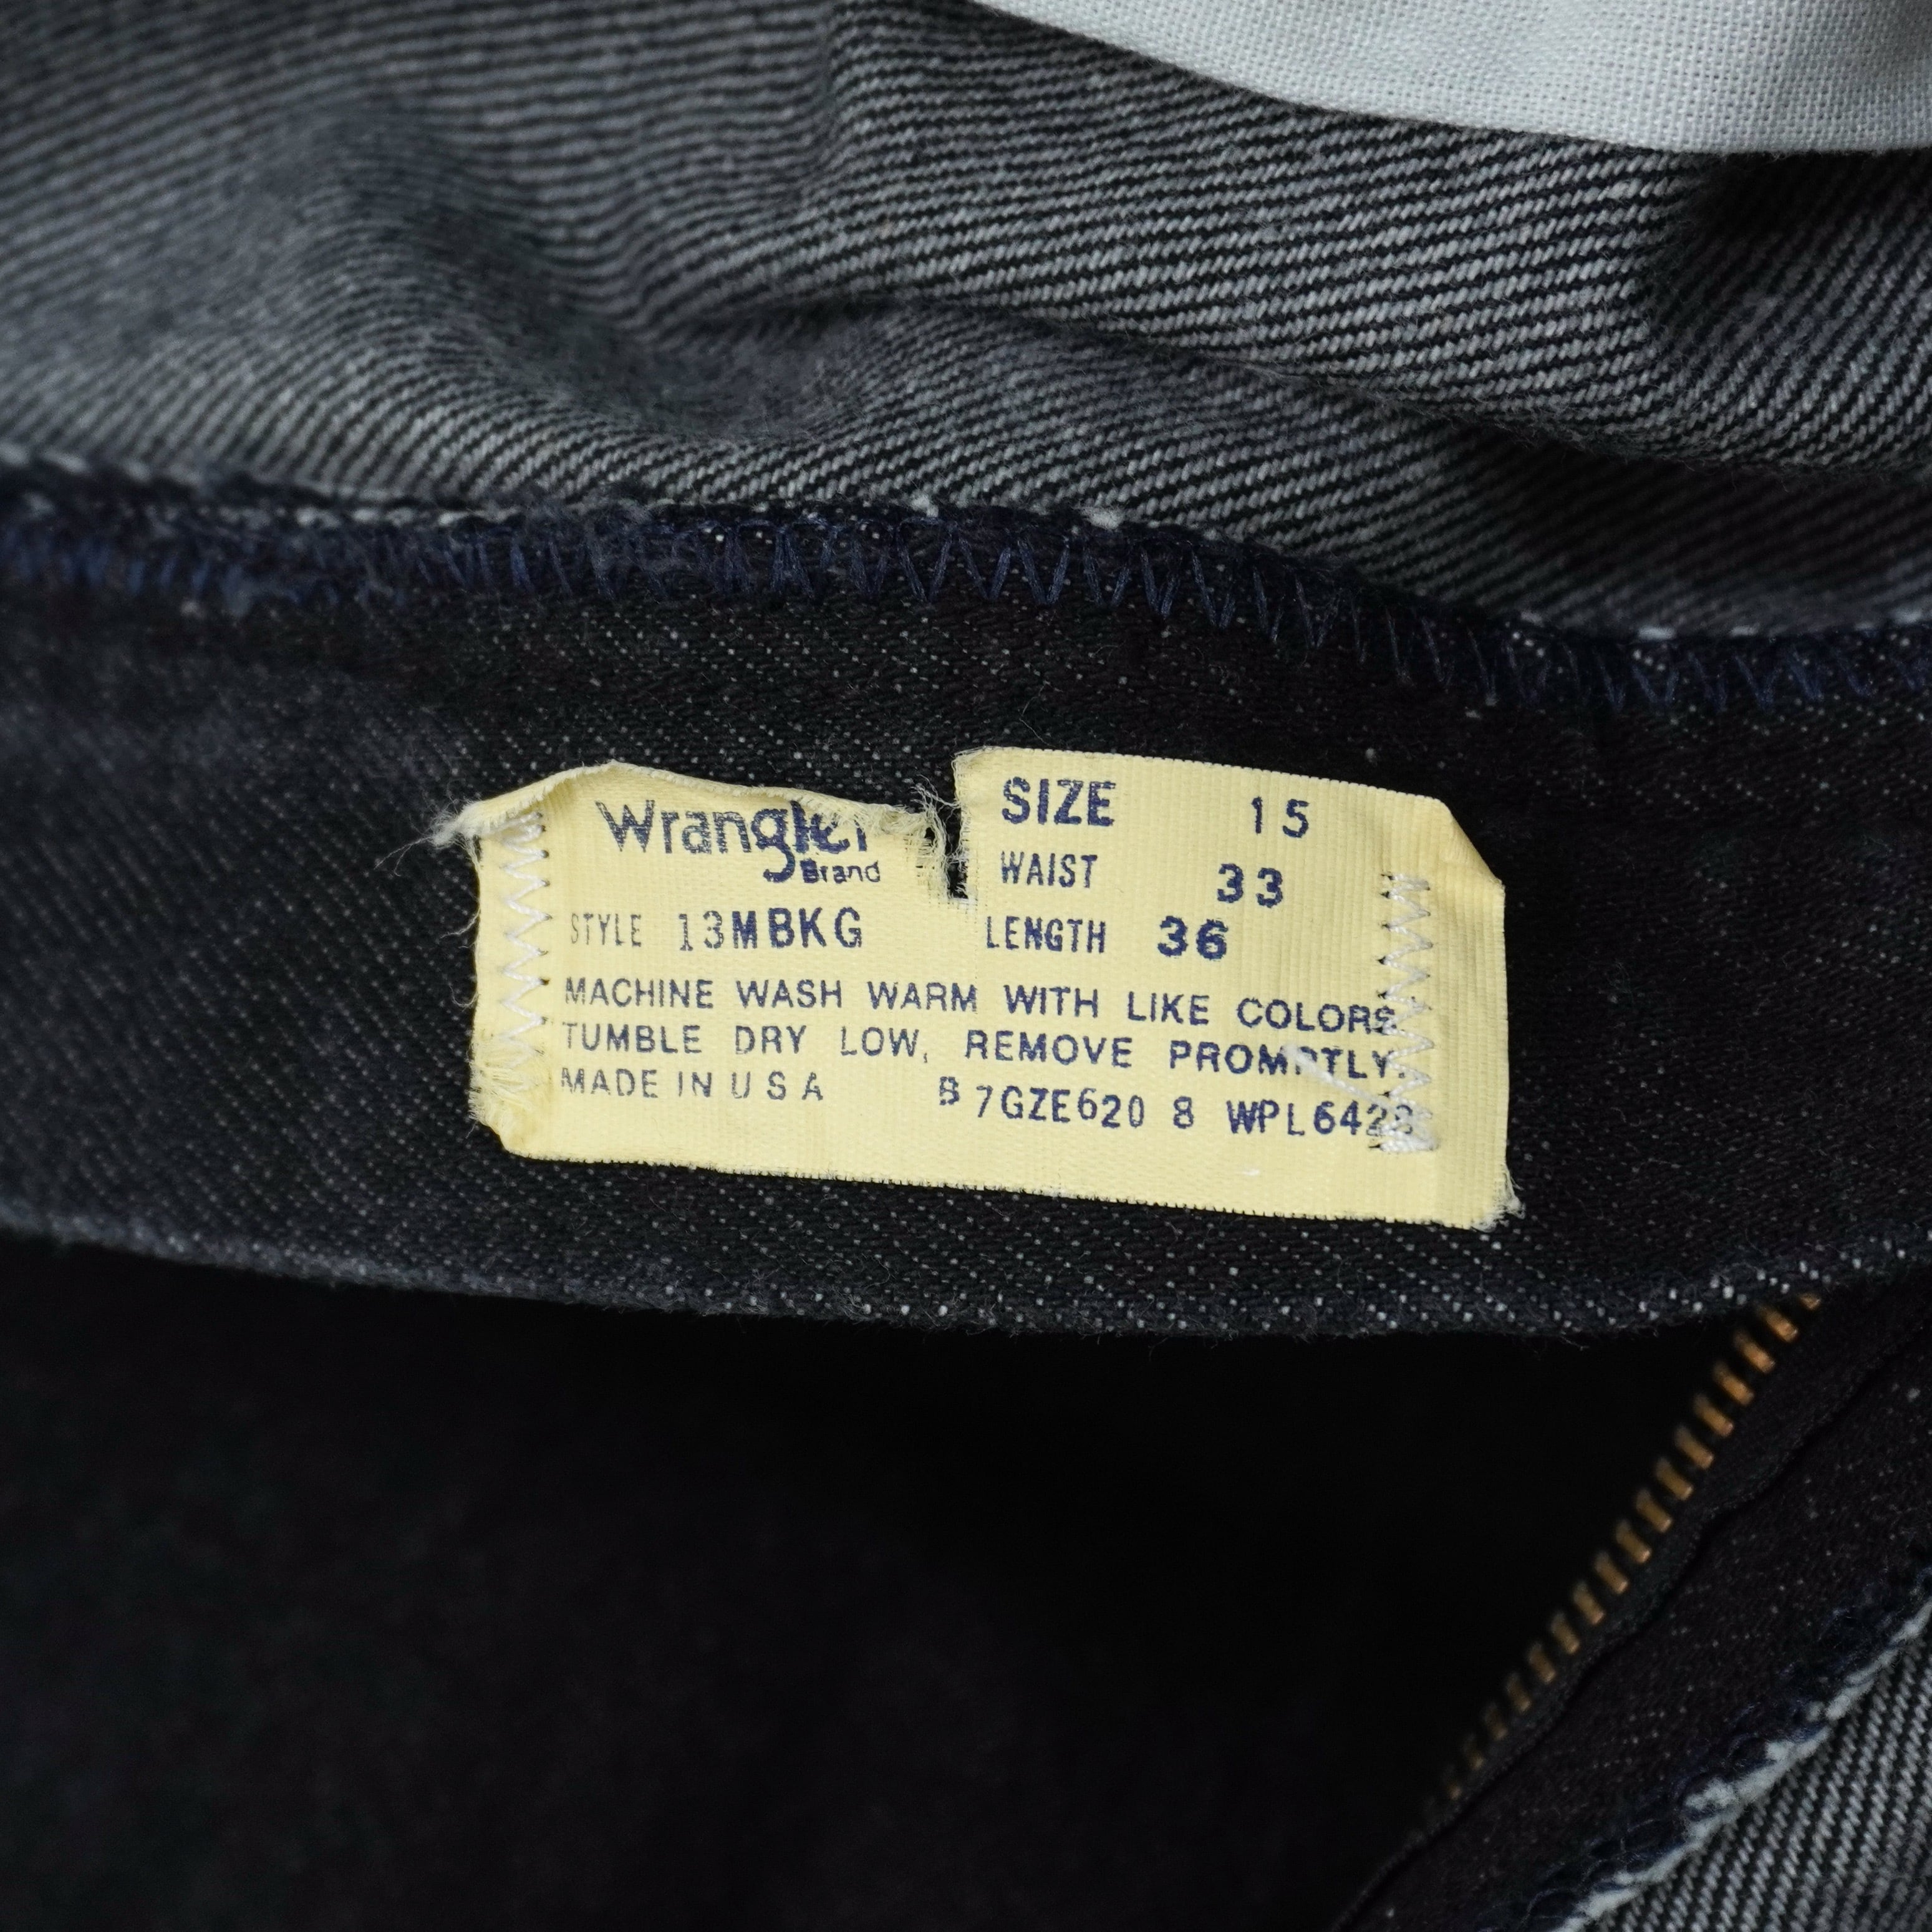 Wrangler
Brand
SIZE 15
WAIST 33
STYLE 13MBKG LENGTH 36
MACHINE WASH WARM WITH LIKE COLORS.
TUMBLE DRY LOW, REMOVE PROMPTLY.
MADE IN U S A B 7GZE620 8 WPL6428